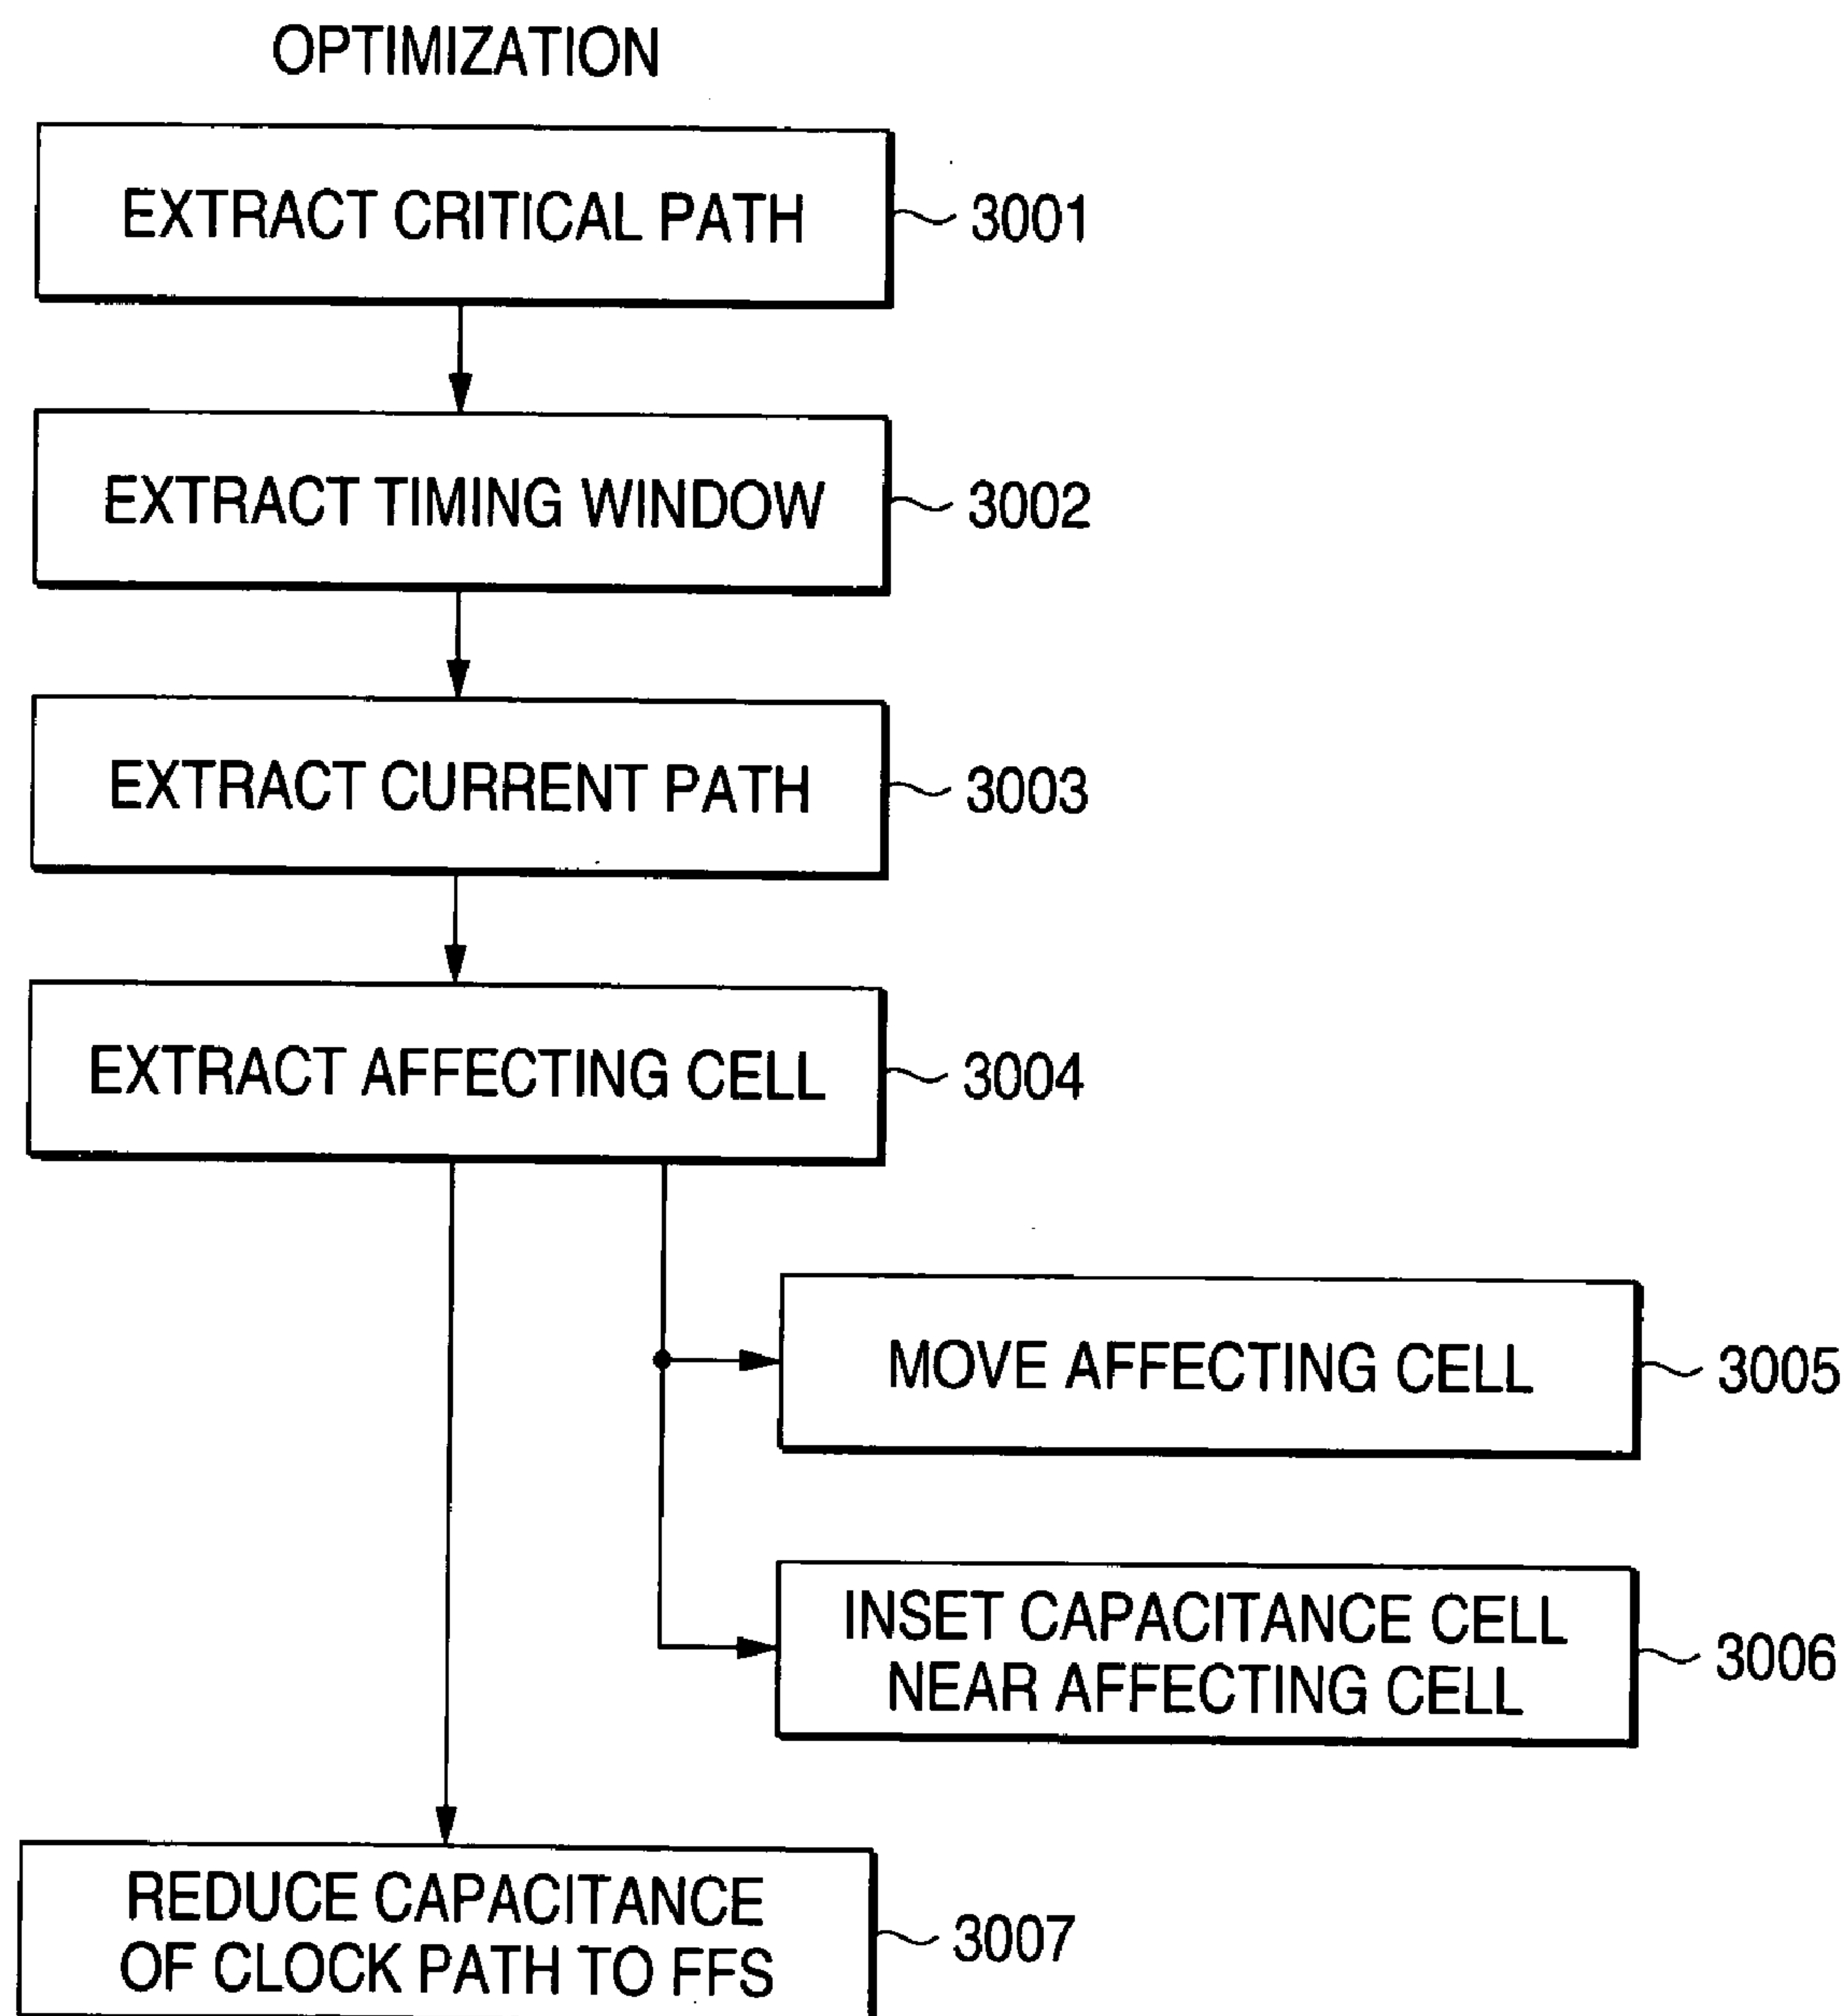 OPTIMIZATION
EXTRACT CRITICAL PATH
3001
EXTRACT TIMING WINDOW
3002
EXTRACT CURRENT PATH
3003
EXTRACT AFFECTING CELL
3004
MOVE AFFECTING CELL
3005
INSET CAPACITANCE CELL
NEAR AFFECTING CELL
3006
REDUCE CAPACITANCE
OF CLOCK PATH TO FFS
3007